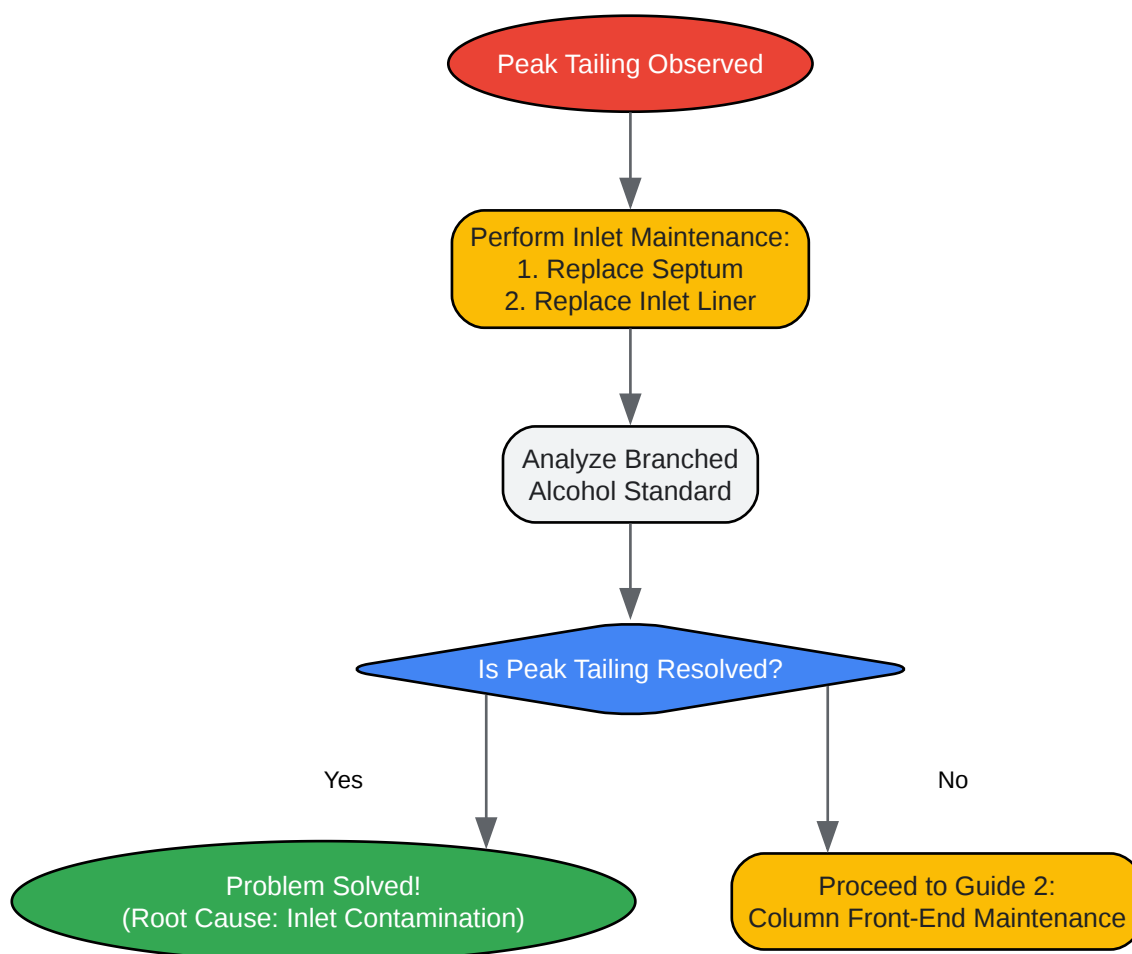 Peak Tailing Observed
Perform Inlet Maintenance:
1. Replace Septum
2. Replace Inlet Liner
Analyze Branched
Alcohol Standard
Is Peak Tailing Resolved?
Yes
No
Problem Solved!
(Root Cause: Inlet Contamination)
Proceed to Guide 2:
Column Front-End Maintenance